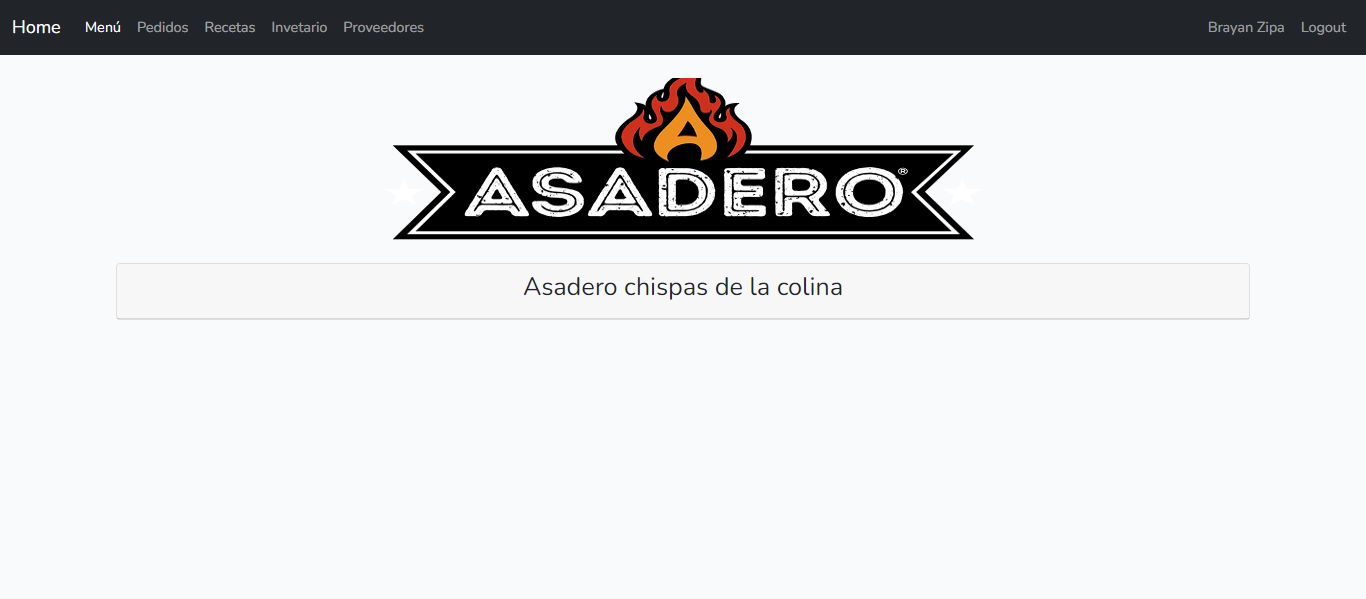 Home Menú Pedidos Recetas Invetario Proveedores Brayan Zipa Logout
A
ASADERO®
Asadero chispas de la colina